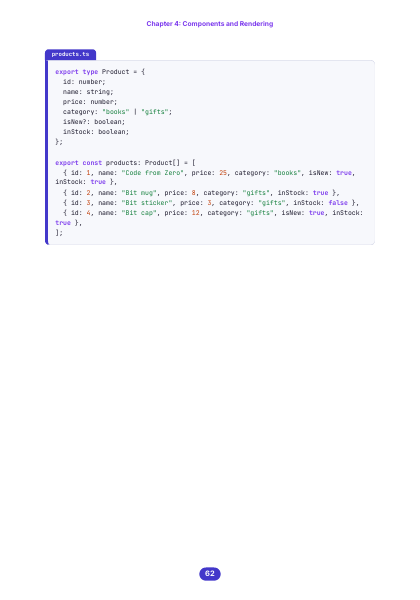 Chapter 4: Components and Rendering
products.ts
export type Product = {
  id: number;
  name: string;
  price: number;
  category: "books" | "gifts";
  isNew?: boolean;
  inStock: boolean;
};

export const products: Product[] = [
  { id: 1, name: "Code from Zero", price: 25, category: "books", isNew: true,
inStock: true },
  { id: 2, name: "Bit mug", price: 8, category: "gifts", inStock: true },
  { id: 3, name: "Bit sticker", price: 3, category: "gifts", inStock: false },
  { id: 4, name: "Bit cap", price: 12, category: "gifts", isNew: true, inStock:
true },
];
62